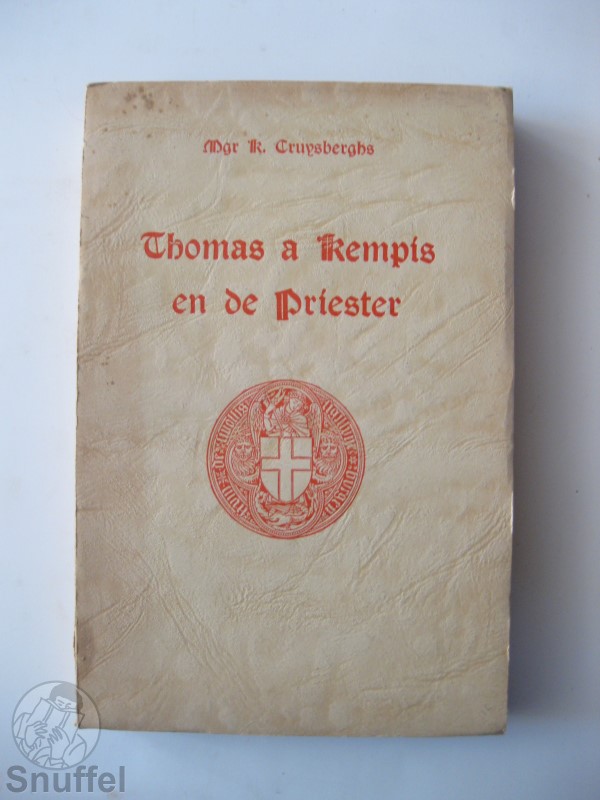 Mgr K. Cruysberghs
Thomas a Kempis
en de Priester
Snuffel